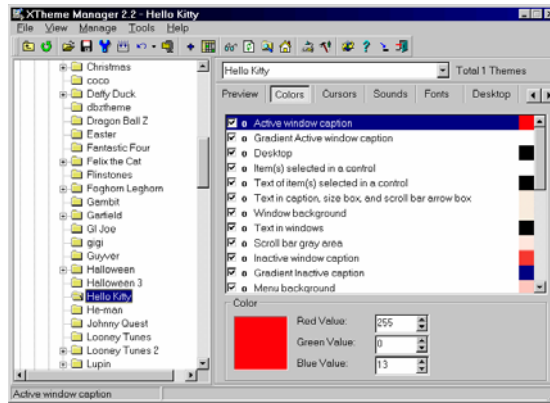 XTheme Manager 2.2 - Hello Kitty
File View Manage Tools Help
Christmas
coco
Daffy Duck
dbztheme
Dragon Ball Z
Easter
Fantastic Four
Felix the Cat
Flinstones
Foghorn Leghorn
Gambit
Garfield
GI Joe
gigi
Guyver
Halloween
Halloween 3
Hello Kitty
He-man
Johnny Quest
Looney Tunes
Looney Tunes 2
Lupin
Hello Kitty Total 1 Themes
Preview Colors Cursors Sounds Fonts Desktop
Active window caption
Gradient Active window caption
Desktop
Item(s) selected in a control
Text of item(s) selected in a control
Text in caption, size box, and scroll bar arrow box
Window background
Text in windows
Scroll bar gray area
Inactive window caption
Gradient Inactive caption
Menu background
Color
Red Value: 255
Green Value: 0
Blue Value: 13
Active window caption